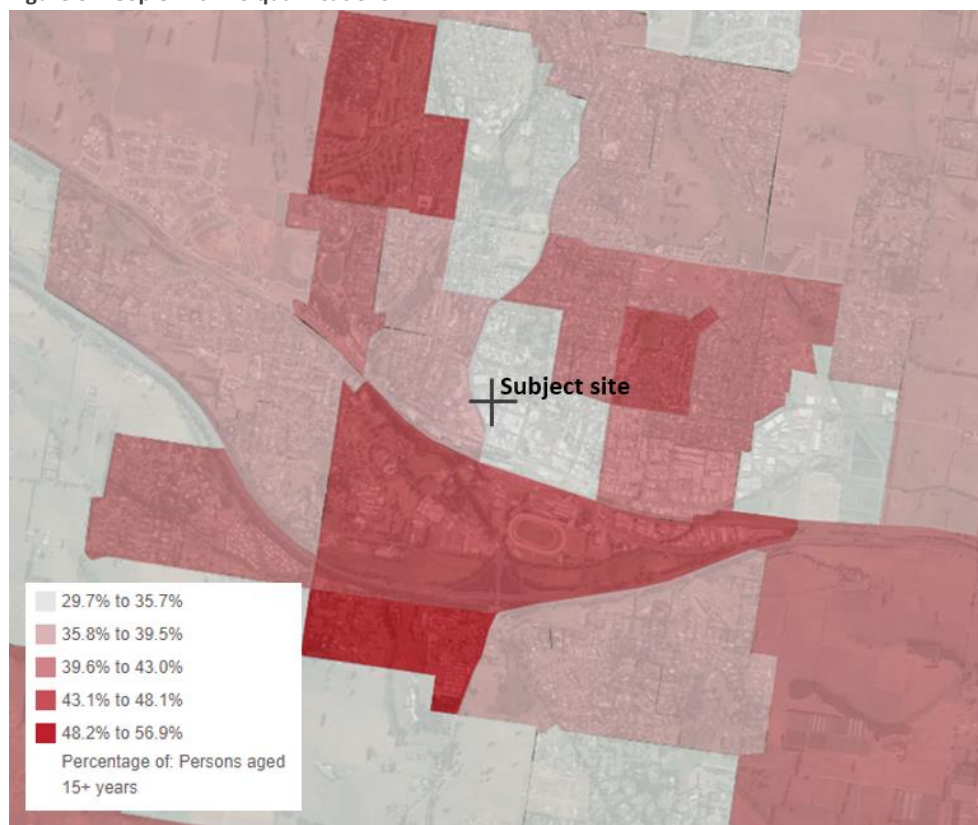 Subject site
29.7% to 35.7%
35.8% to 39.5%
39.6% to 43.0%
43.1% to 48.1%
48.2% to 56.9%
Percentage of: Persons aged
15+ years